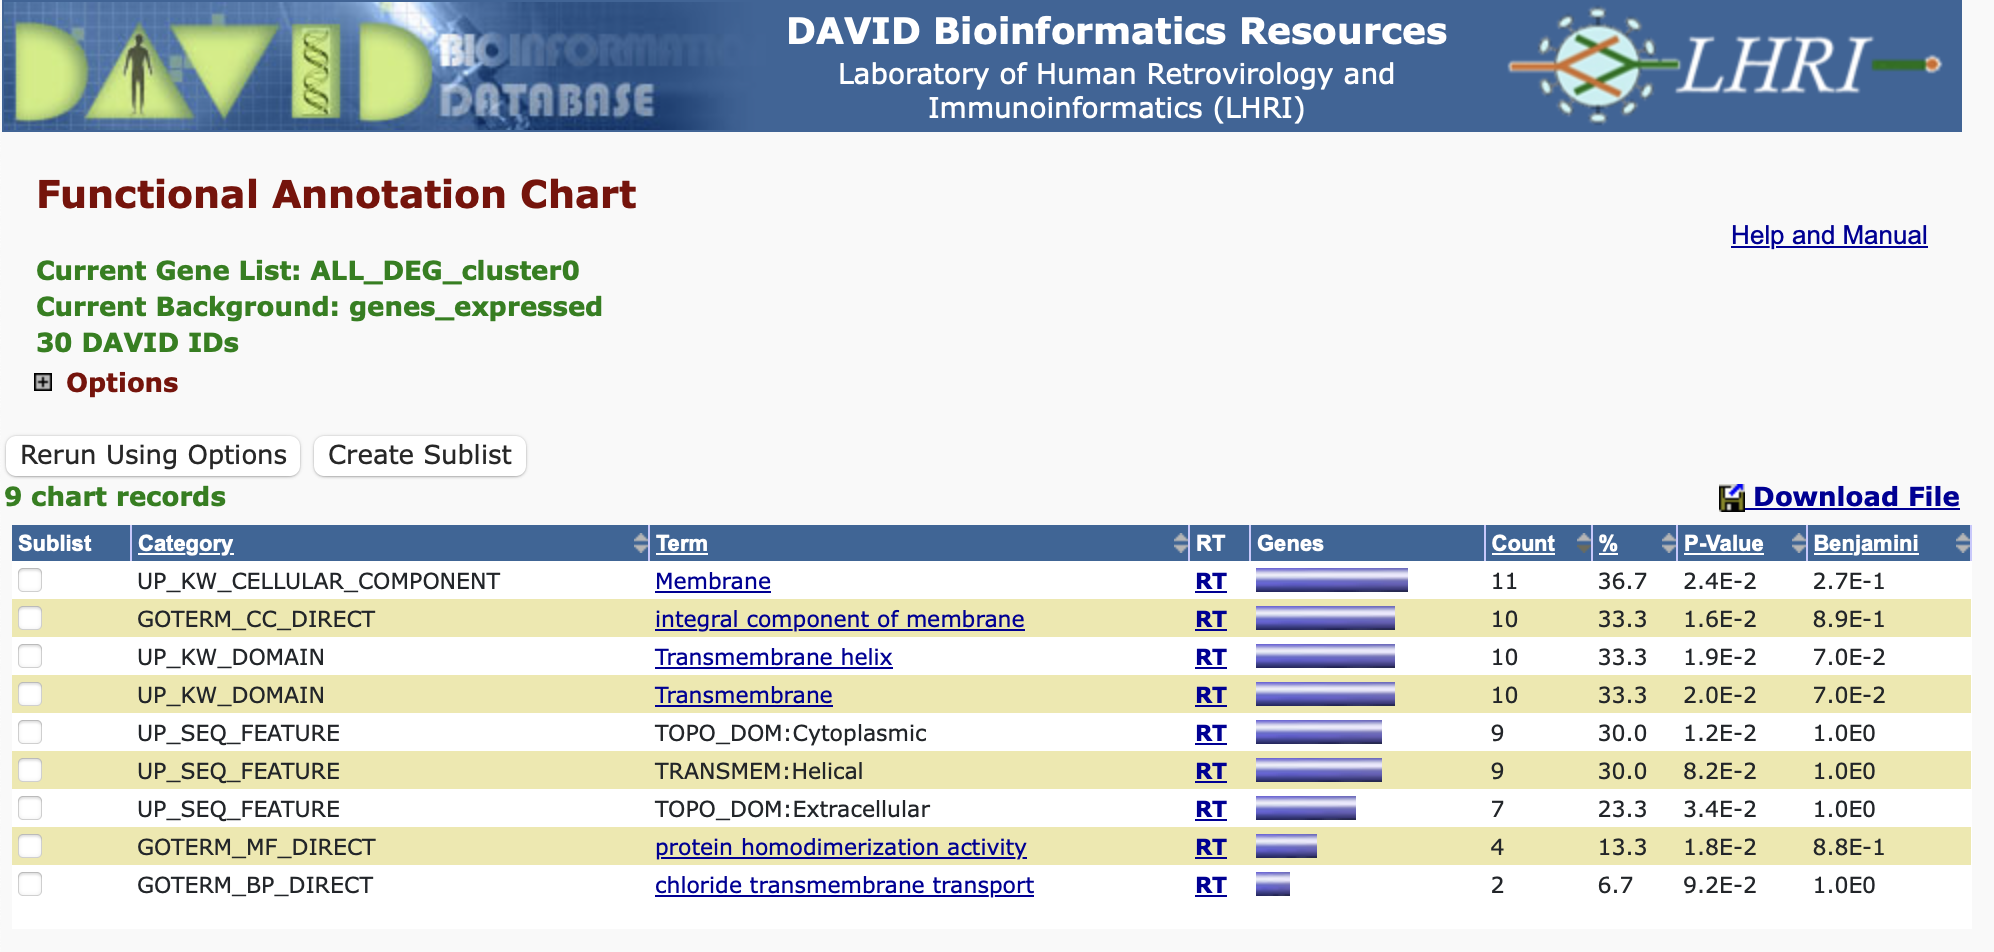 DAVID BIOINFORMATICS DATABASE
DAVID Bioinformatics Resources
Laboratory of Human Retrovirology and
Immunoinformatics (LHRI)
LHRI
Functional Annotation Chart
Help and Manual
Current Gene List: ALL_DEG_cluster0
Current Background: genes_expressed
30 DAVID IDs
Options
Rerun Using Options Create Sublist
9 chart records Download File
Sublist Category Term RT Genes Count % P-Value Benjamini
UP_KW_CELLULAR_COMPONENT Membrane RT 11 36.7 2.4E-2 2.7E-1
GOTERM_CC_DIRECT integral component of membrane RT 10 33.3 1.6E-2 8.9E-1
UP_KW_DOMAIN Transmembrane helix RT 10 33.3 1.9E-2 7.0E-2
UP_KW_DOMAIN Transmembrane RT 10 33.3 2.0E-2 7.0E-2
UP_SEQ_FEATURE TOPO_DOM:Cytoplasmic RT 9 30.0 1.2E-2 1.0E0
UP_SEQ_FEATURE TRANSMEM:Helical RT 9 30.0 8.2E-2 1.0E0
UP_SEQ_FEATURE TOPO_DOM:Extracellular RT 7 23.3 3.4E-2 1.0E0
GOTERM_MF_DIRECT protein homodimerization activity RT 4 13.3 1.8E-2 8.8E-1
GOTERM_BP_DIRECT chloride transmembrane transport RT 2 6.7 9.2E-2 1.0E0